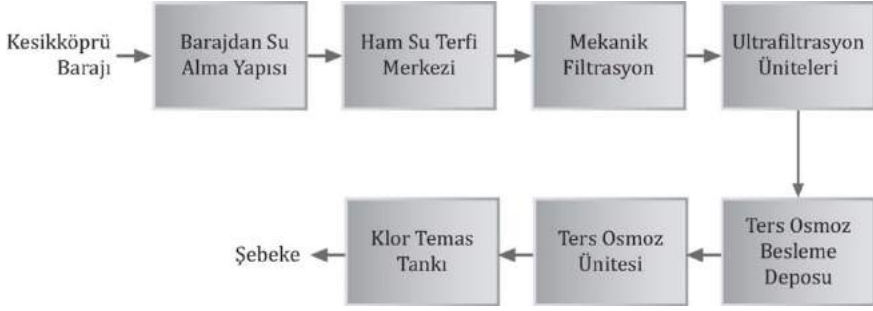 Kesikköprü
Barajı
Barajdan Su
Alma Yapısı
Ham Su Terfi
Merkezi
Mekanik
Filtrasyon
Ultrafiltrasyon
Üniteleri
Ters Osmoz
Besleme
Deposu
Ters Osmoz
Ünitesi
Klor Temas
Tankı
Şebeke